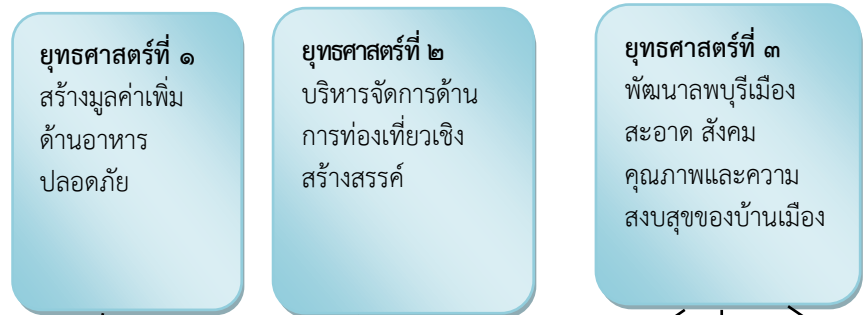 ยุทธศาสตร์ที่ ๑
สร้างมูลค่าเพิ่ม
ด้านอาหาร
ปลอดภัย
ยุทธศาสตร์ที่ ๒
บริหารจัดการด้าน
การท่องเที่ยวเชิง
สร้างสรรค์
ยุทธศาสตร์ที่ ๓
พัฒนาลพบุรีเมือง
สะอาด สังคม
คุณภาพและความ
สงบสุขของบ้านเมือง